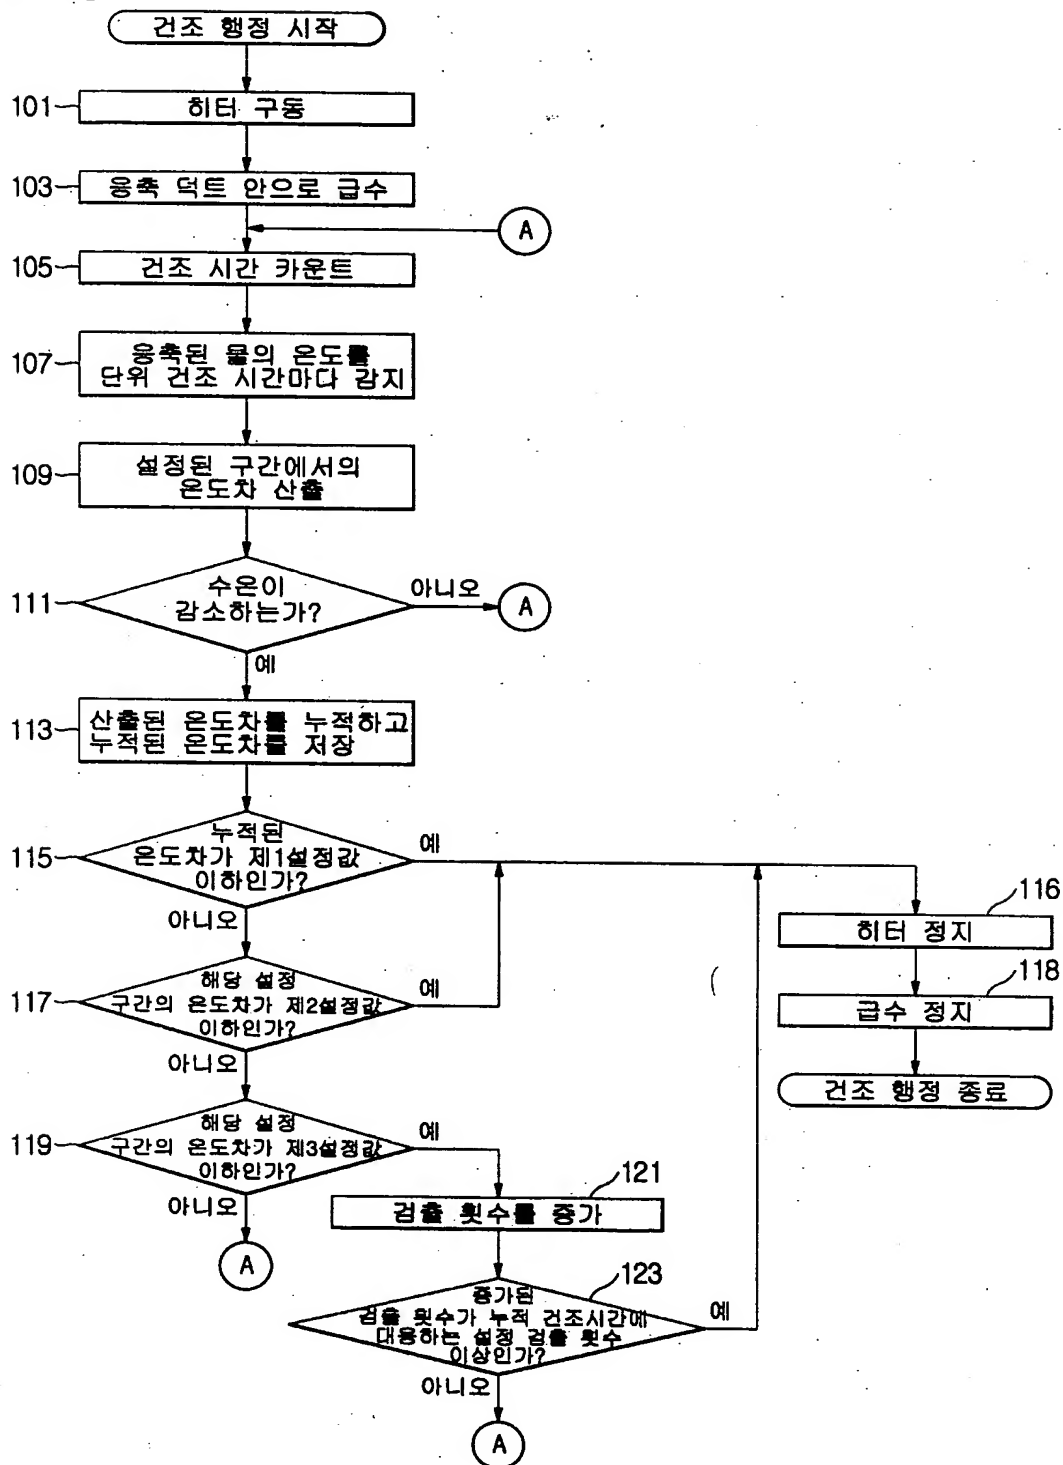 건조 행정 시작
101
히터 구동
103
응축 덕트 안으로 급수
A
105
건조 시간 카운트
107
응축된 물의 온도를
단위 건조 시간마다 감지
109
설정된 구간에서의
온도차 산출
111
수온이
감소하는가?
아니오
A
예
113
산출된 온도차를 누적하고
누적된 온도차를 저장
115
누적된
온도차가 제1설정값
이하인가?
예
아니오
116
히터 정지
117
해당 설정
구간의 온도차가 제2설정값
이하인가?
예
아니오
118
급수 정지
건조 행정 종료
119
해당 설정
구간의 온도차가 제3설정값
이하인가?
예
아니오
A
121
검출 횟수를 증가
123
증가된
검출 횟수가 누적 건조시간에
대응하는 설정 검출 횟수
이상인가?
예
아니오
A